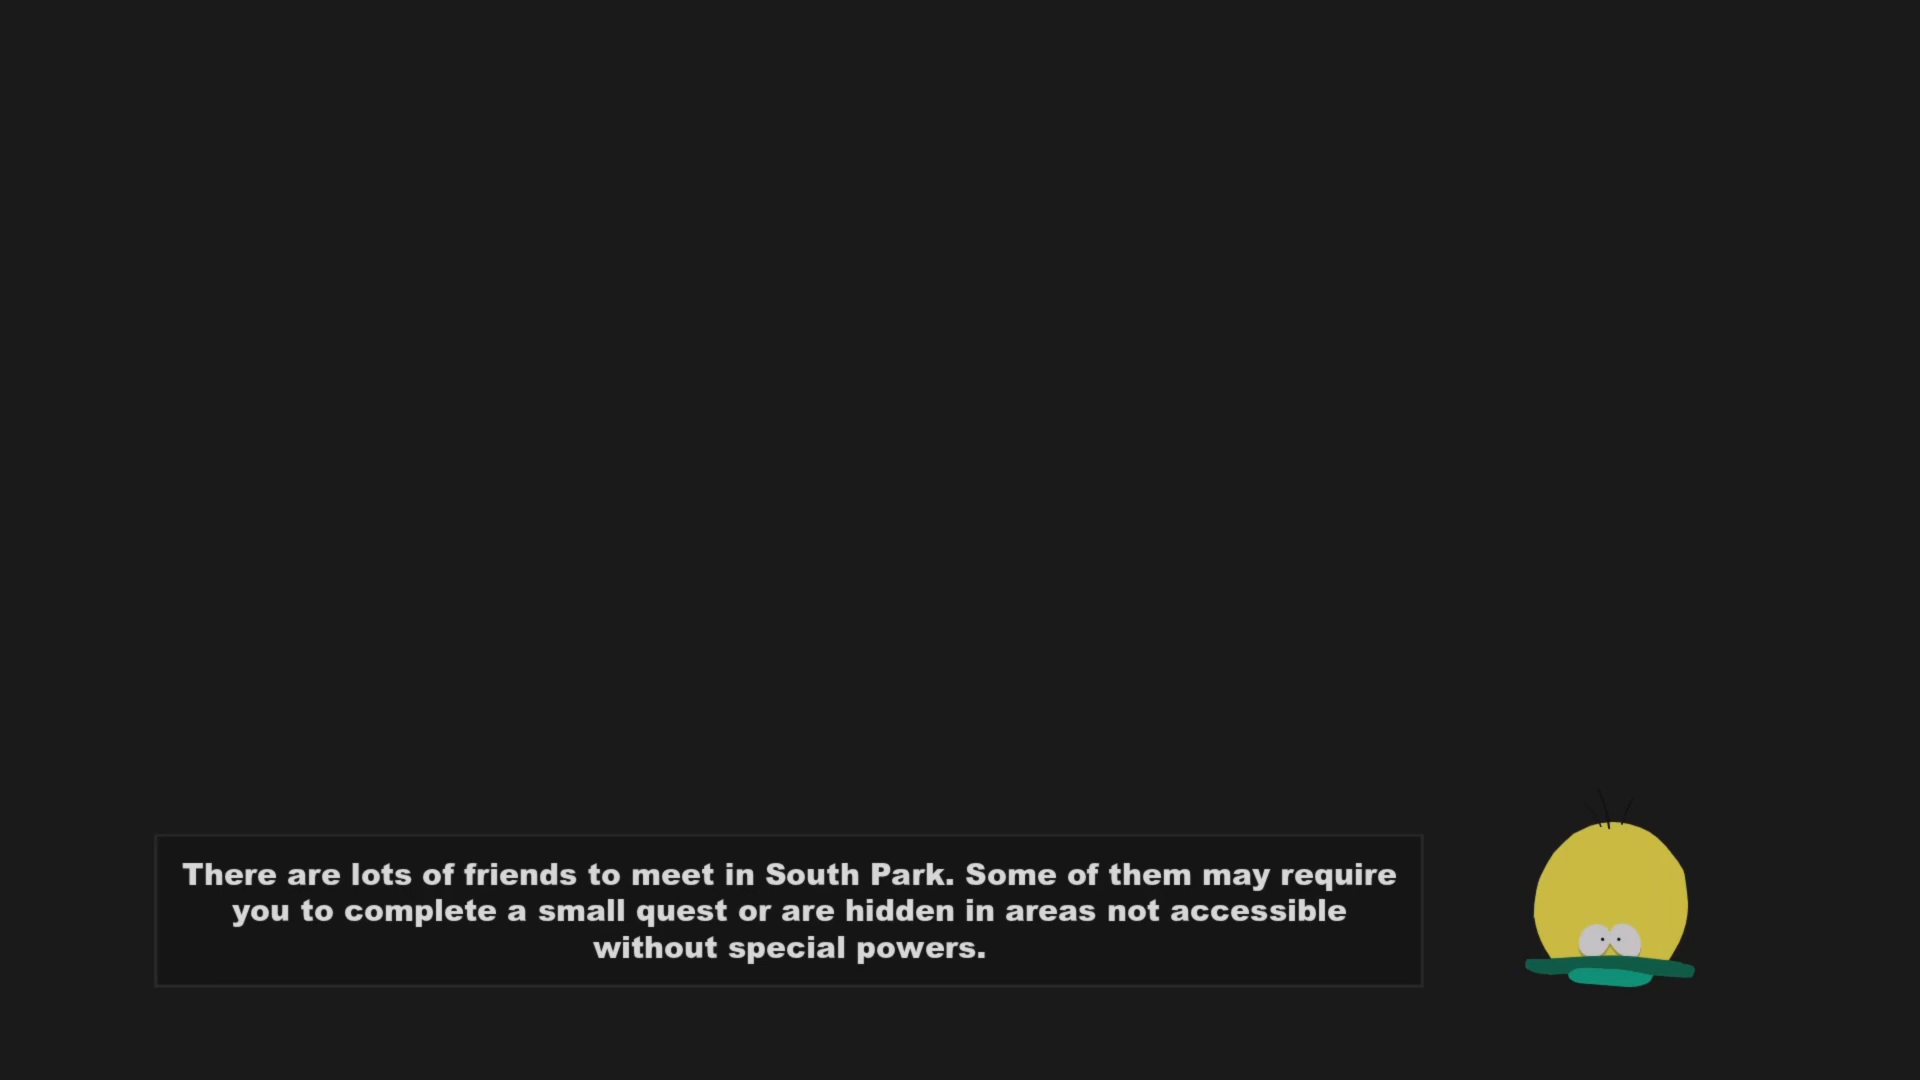 There are lots of friends to meet in South Park. Some of them may require
you to complete a small quest or are hidden in areas not accessible
without special powers.